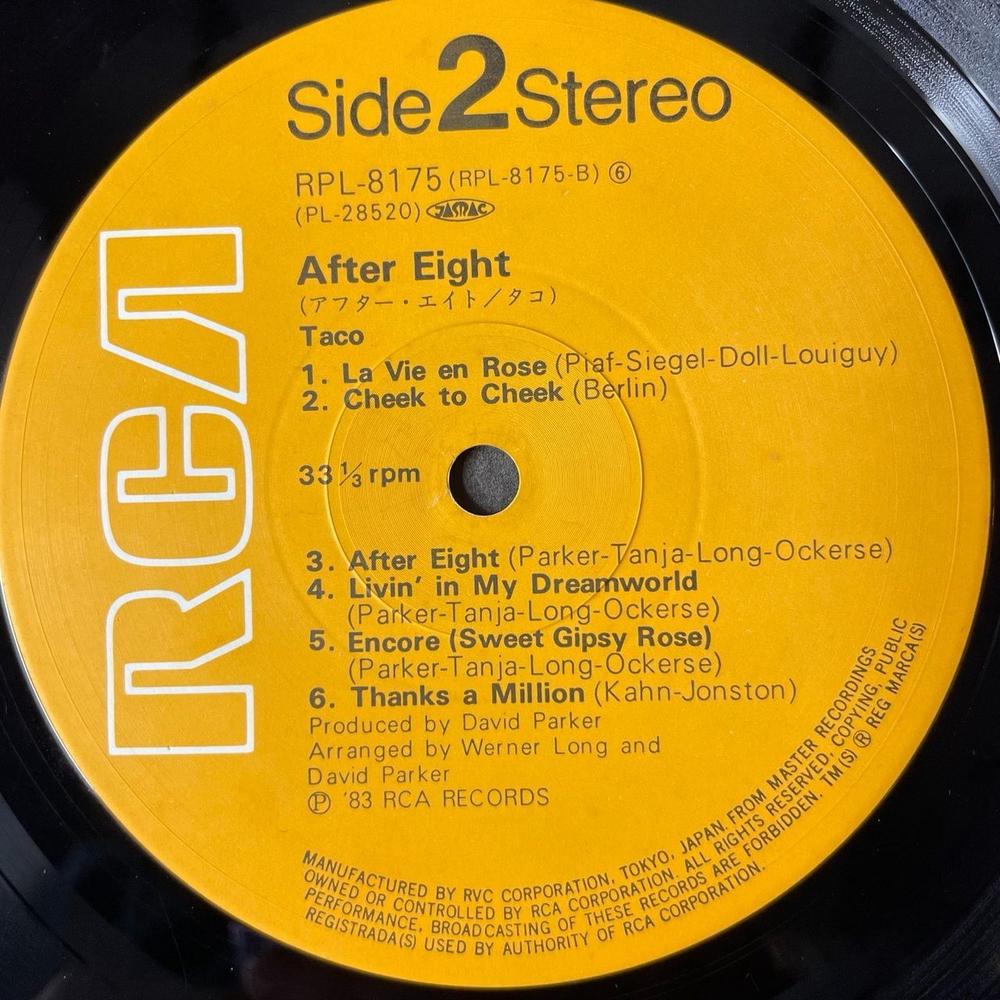 Side 2 Stereo
RPL-8175 (RPL-8175-B) ⑥
(PL-28520) JASRAC
After Eight
(アフター・エイト/タコ)
Taco
1. La Vie en Rose (Piaf-Siegel-Doll-Louiguy)
2. Cheek to Cheek (Berlin)
33 1/3 rpm
3. After Eight (Parker-Tanja-Long-Ockerse)
4. Livin' in My Dreamworld
(Parker-Tanja-Long-Ockerse)
5. Encore (Sweet Gipsy Rose)
(Parker-Tanja-Long-Ockerse)
6. Thanks a Million (Kahn-Jonston)
Produced by David Parker
Arranged by Werner Long and
David Parker
Ⓟ '83 RCA RECORDS
RCA
MANUFACTURED BY RVC CORPORATION, TOKYO, JAPAN. FROM MASTER RECORDINGS
OWNED OR CONTROLLED BY RCA CORPORATION. ALL RIGHTS RESERVED, COPYING, PUBLIC
PERFORMANCE, BROADCASTING OF THESE RECORDS ARE FORBIDDEN. TM(S) ® REG MARCA(S)
REGISTRADA(S) USED BY AUTHORITY OF RCA CORPORATION.